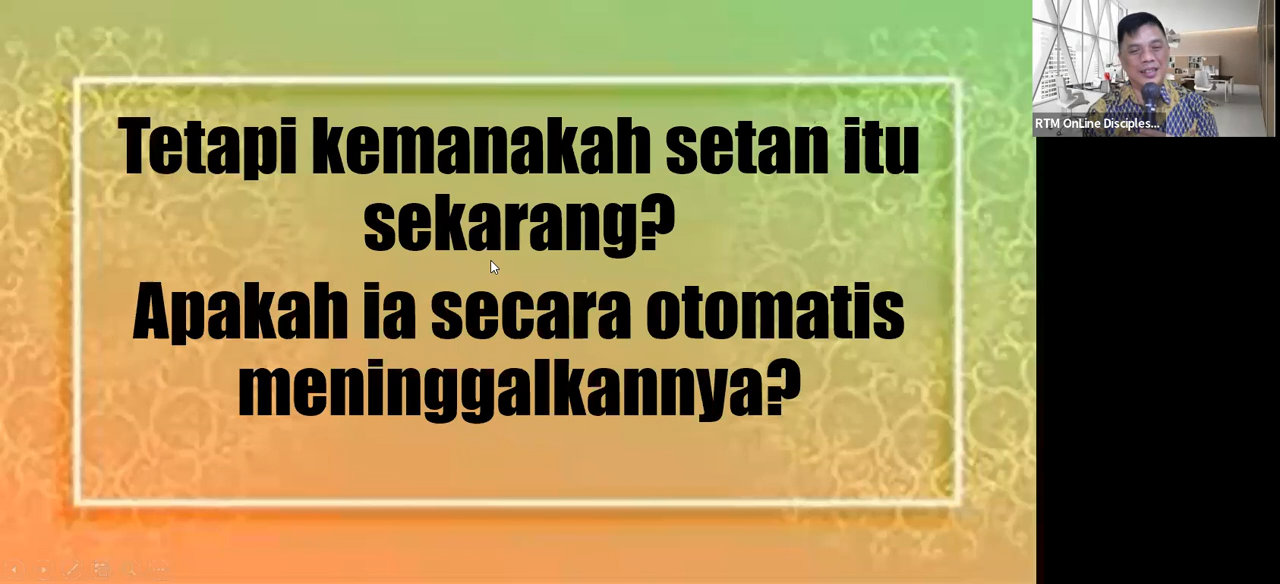 Tetapi kemanakah setan itu
sekarang?
Apakah ia secara otomatis
meninggalkannya?
RTM OnLine Disciples...